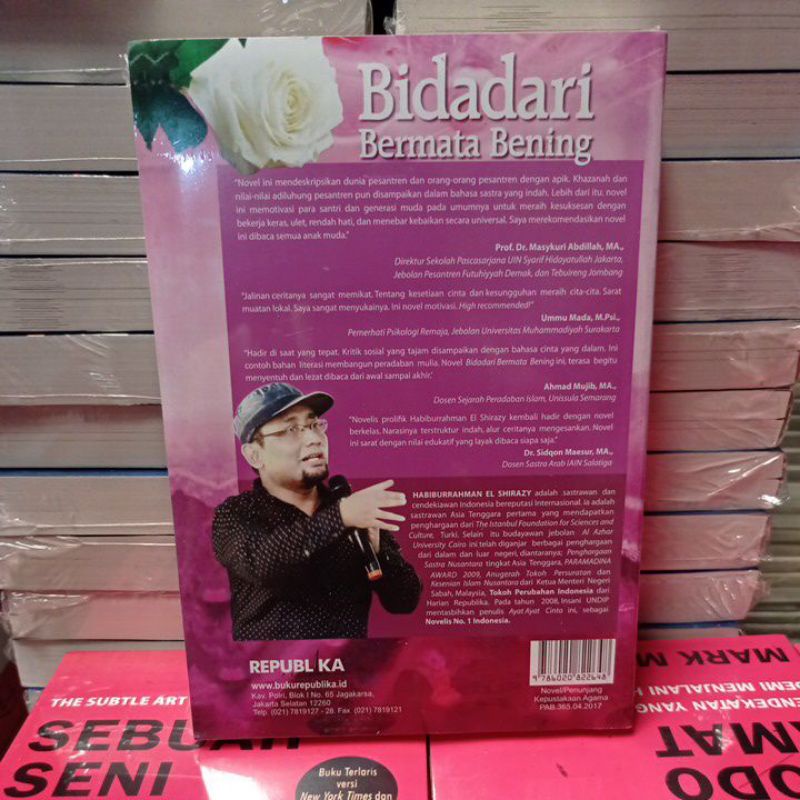 Bidadari
Bermata Bening
"Novel ini mendeskripsikan dunia pesantren dan orang-orang pesantren dengan apik. Khazanah dan
nilai-nilai adiluhung pesantren pun disampaikan dalam bahasa sastra yang indah. Lebih dari itu, novel
ini memotivasi para santri dan generasi muda pada umumnya untuk meraih kesuksesan dengan
bekerja keras, ulet, rendah hati, dan menebar kebaikan secara universal. Saya merekomendasikan novel
ini dibaca semua anak muda."
Prof. Dr. Masykuri Abdillah, MA.,
Direktur Sekolah Pascasarjana UIN Syarif Hidayatullah Jakarta,
Jebolan Pesantren Futuhiyyah Demak, dan Tebuireng Jombang
"Jalinan ceritanya sangat memikat. Tentang kesetiaan cinta dan kesungguhan meraih cita-cita. Sarat
muatan lokal. Saya sangat menyukainya. Ini novel motivasi. High recommended!"
Ummu Mada, M.Psi.,
Pemerhati Psikologi Remaja, Jebolan Universitas Muhammadiyah Surakarta
"Hadir di saat yang tepat. Kritik sosial yang tajam disampaikan dengan bahasa cinta yang dalam. Ini
contoh bahan literasi membangun peradaban mulia. Novel Bidadari Bermata Bening ini, terasa begitu
menyentuh dan lezat dibaca dari awal sampai akhir."
Ahmad Mujib, MA.,
Dosen Sejarah Peradaban Islam, Unissula Semarang
"Novelis prolifik Habiburrahman El Shirazy kembali hadir dengan novel
berkelas. Narasinya terstruktur indah, alur ceritanya mengesankan. Novel
ini sarat dengan nilai edukatif yang layak dibaca siapa saja."
Dr. Sidqon Maesur, MA.,
Dosen Sastra Arab IAIN Salatiga
HABIBURRAHMAN EL SHIRAZY adalah sastrawan dan
cendekiawan Indonesia bereputasi Internasional. Ia adalah
sastrawan Asia Tenggara pertama yang mendapatkan
penghargaan dari The Istanbul Foundation for Sciences and
Culture, Turki. Selain itu budayawan jebolan Al Azhar
University Cairo ini telah diganjar berbagai penghargaan
dari dalam dan luar negeri, diantaranya; Penghargaan
Sastra Nusantara tingkat Asia Tenggara, PARAMADINA
AWARD 2009, Anugerah Tokoh Persuratan dan
Kesenian Islam Nusantara dari Ketua Menteri Negeri
Sabah, Malaysia, Tokoh Perubahan Indonesia dari
Harian Republika. Pada tahun 2008, Insani UNDIP
mentasbihkan penulis Ayat Ayat Cinta ini, sebagai
Novelis No. 1 Indonesia.
REPUBLIKA
www.bukurepublika.id
Kav. Polri, Blok I No. 65 Jagakarsa,
Jakarta Selatan 12260
Telp. (021) 7819127 - 28. Fax (021) 7819121
9 786020 822648
Novel/Penunjang
Kepustakaan Agama
PAB.365.04.2017
THE SUBTLE ART
SEBUAH
SENI
Buku Terlaris
versi
New York Times dan
MARK M
DEMI MENJALANI H
NDEKATAN YANG
MAT
ODO